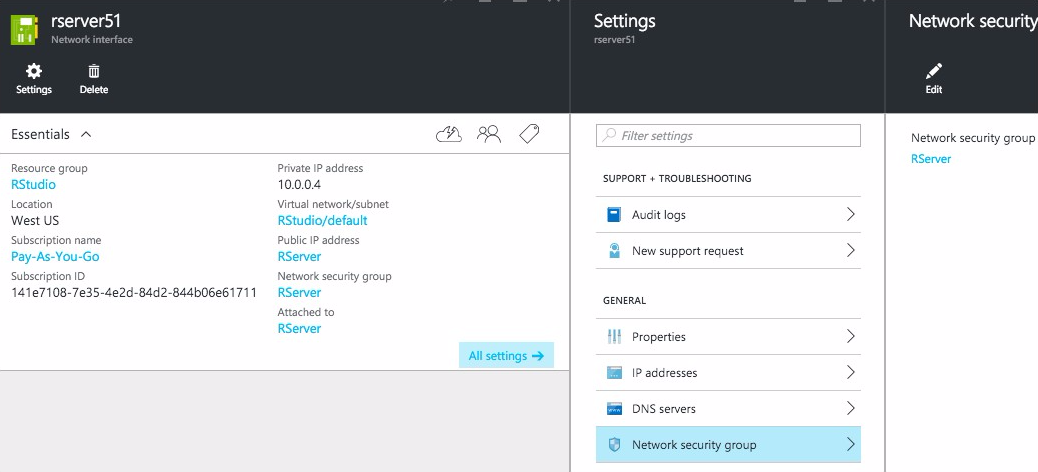 rserver51
Network interface
Settings
Delete
Essentials
Resource group
RStudio
Location
West US
Subscription name
Pay-As-You-Go
Subscription ID
141e7108-7e35-4e2d-84d2-844b06e61711
Private IP address
10.0.0.4
Virtual network/subnet
RStudio/default
Public IP address
RServer
Network security group
RServer
Attached to
RServer
All settings
Settings
rserver51
Filter settings
SUPPORT + TROUBLESHOOTING
Audit logs
New support request
GENERAL
Properties
IP addresses
DNS servers
Network security group
Network security
Edit
Network security group
RServer